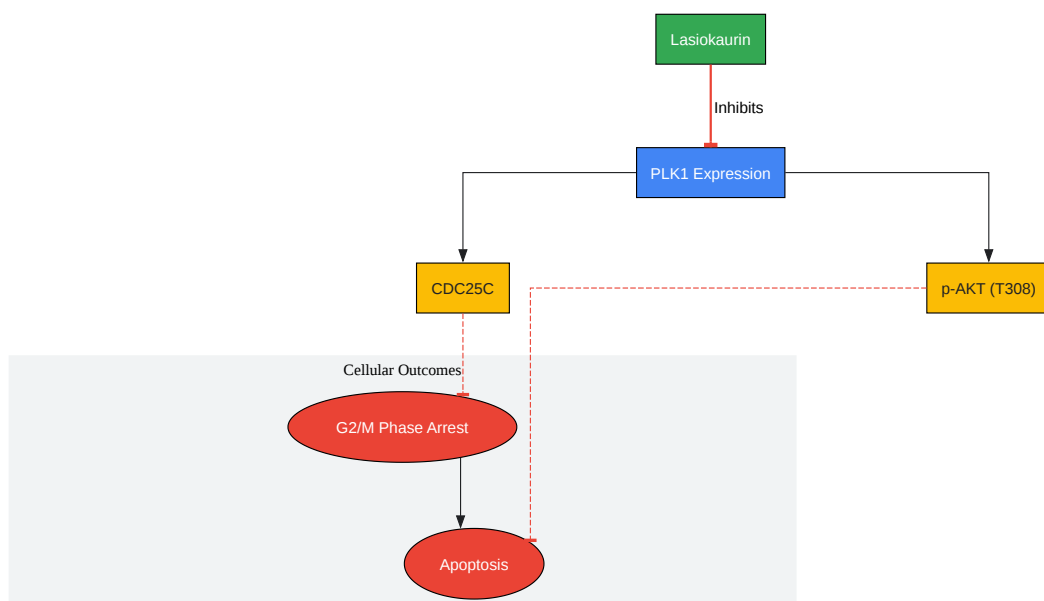 Lasiokaurin
Inhibits
PLK1 Expression
CDC25C
p-AKT (T308)
Cellular Outcomes
G2/M Phase Arrest
Apoptosis